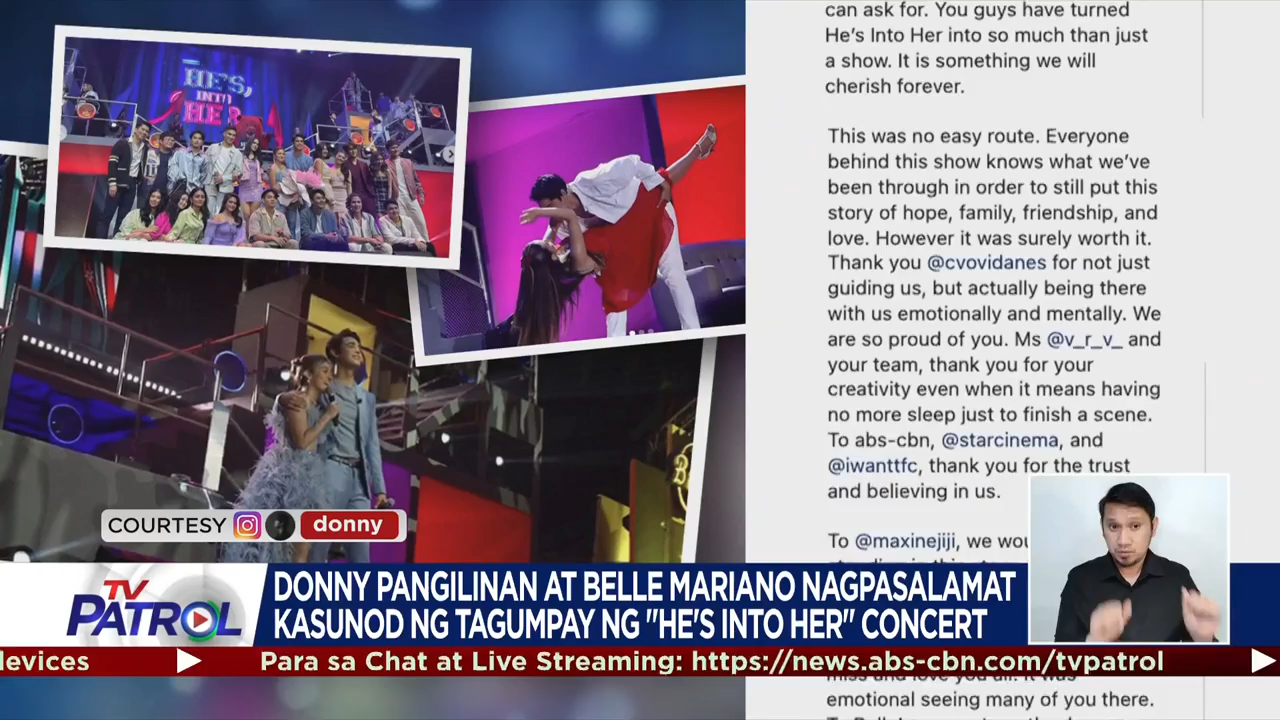 HE'S,
INTO
HER
can ask for. You guys have turned
He's Into Her into so much than just
a show. It is something we will
cherish forever.
This was no easy route. Everyone
behind this show knows what we've
been through in order to still put this
story of hope, family, friendship, and
love. However it was surely worth it.
Thank you @cvovidanes for not just
guiding us, but actually being there
with us emotionally and mentally. We
are so proud of you. Ms @v_r_v_ and
your team, thank you for your
creativity even when it means having
no more sleep just to finish a scene.
To abs-cbn, @starcinema, and
@iwanttfc, thank you for the trust
and believing in us.
To @maxinejiji, we wou
COURTESY donny
TV
PATROL
DONNY PANGILINAN AT BELLE MARIANO NAGPASALAMAT
KASUNOD NG TAGUMPAY NG "HE'S INTO HER" CONCERT
levices Para sa Chat at Live Streaming: https://news.abs-cbn.com/tvpatrol
miss and love you all. It was
emotional seeing many of you there.